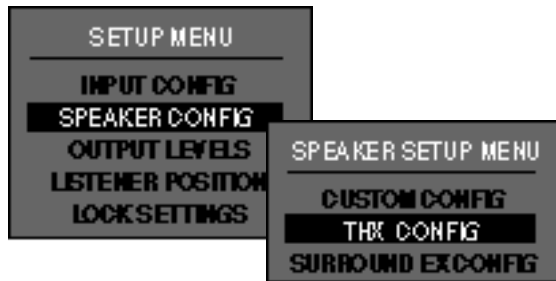 SETUP MENU
INPUT CONFIG
SPEAKER CONFIG
OUTPUT LEVELS
LISTENER POSITION
LOCK SETTINGS
SPEAKER SETUP MENU
CUSTOM CONFIG
THX CONFIG
SURROUND EX CONFIG